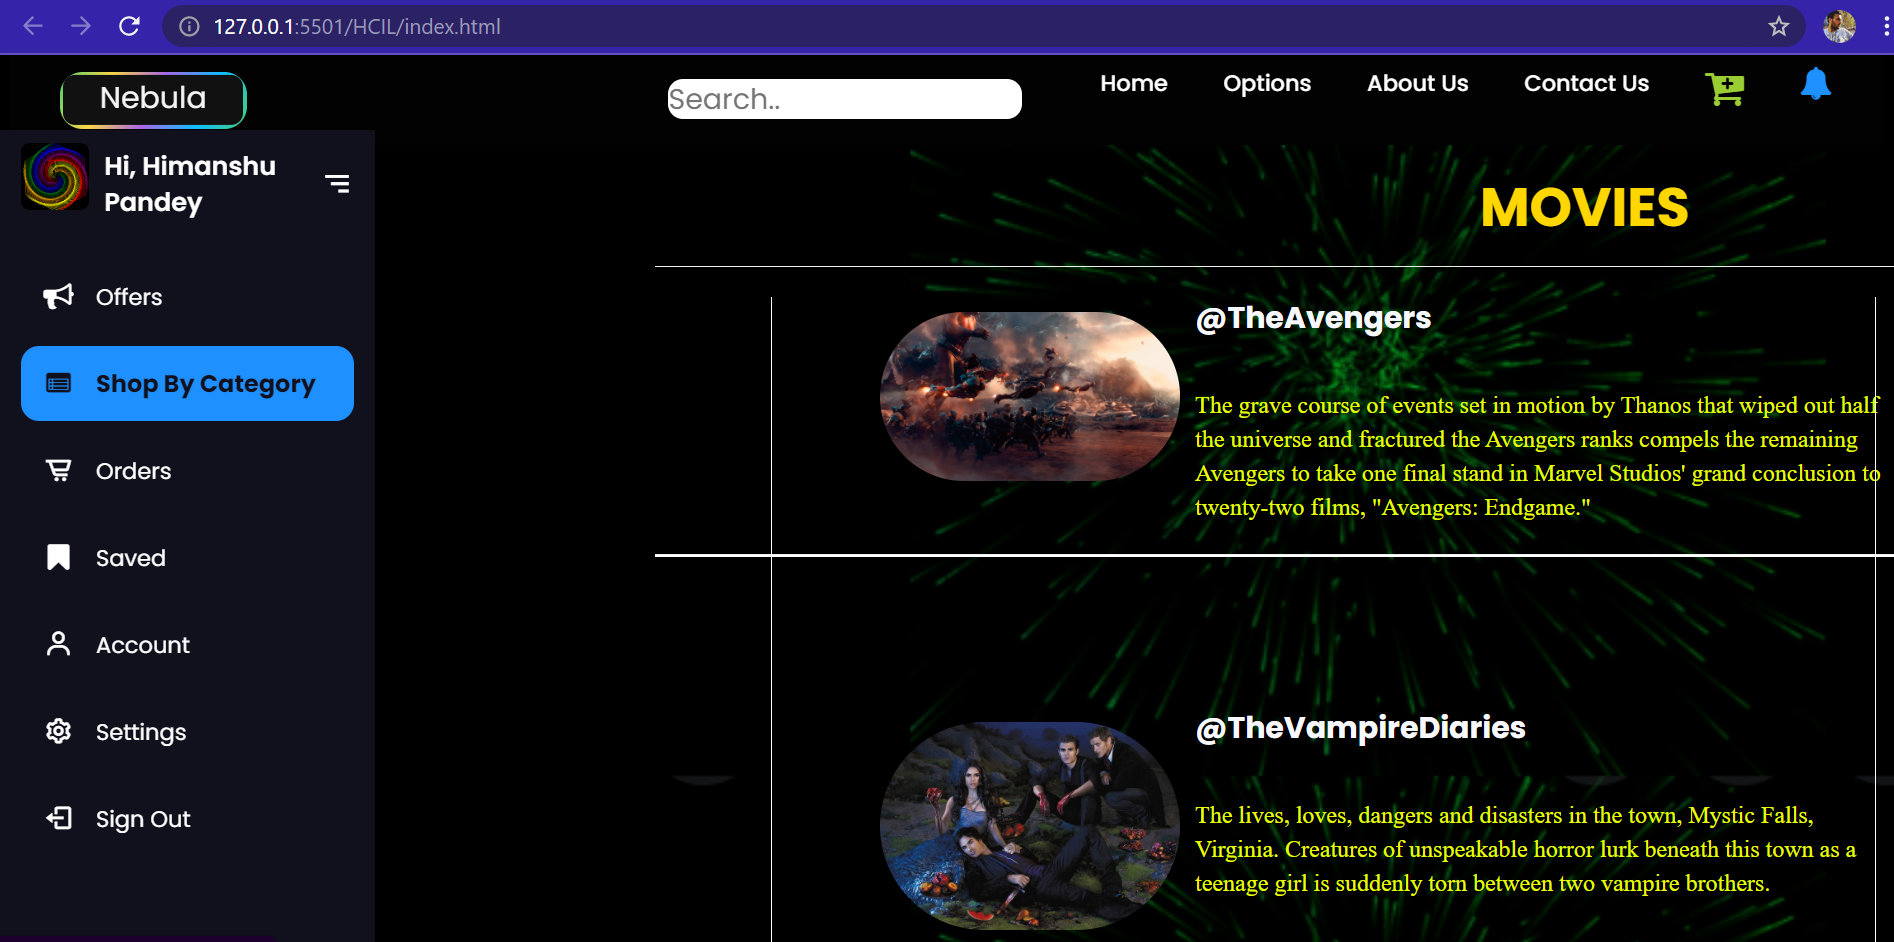 127.0.0.1:5501/HCIL/index.html
Nebula
Search..
Home
Options
About Us
Contact Us
Hi, Himanshu
Pandey
Offers
Shop By Category
Orders
Saved
Account
Settings
Sign Out
MOVIES
@TheAvengers
The grave course of events set in motion by Thanos that wiped out half
the universe and fractured the Avengers ranks compels the remaining
Avengers to take one final stand in Marvel Studios' grand conclusion to
twenty-two films, "Avengers: Endgame."
@TheVampireDiaries
The lives, loves, dangers and disasters in the town, Mystic Falls,
Virginia. Creatures of unspeakable horror lurk beneath this town as a
teenage girl is suddenly torn between two vampire brothers.